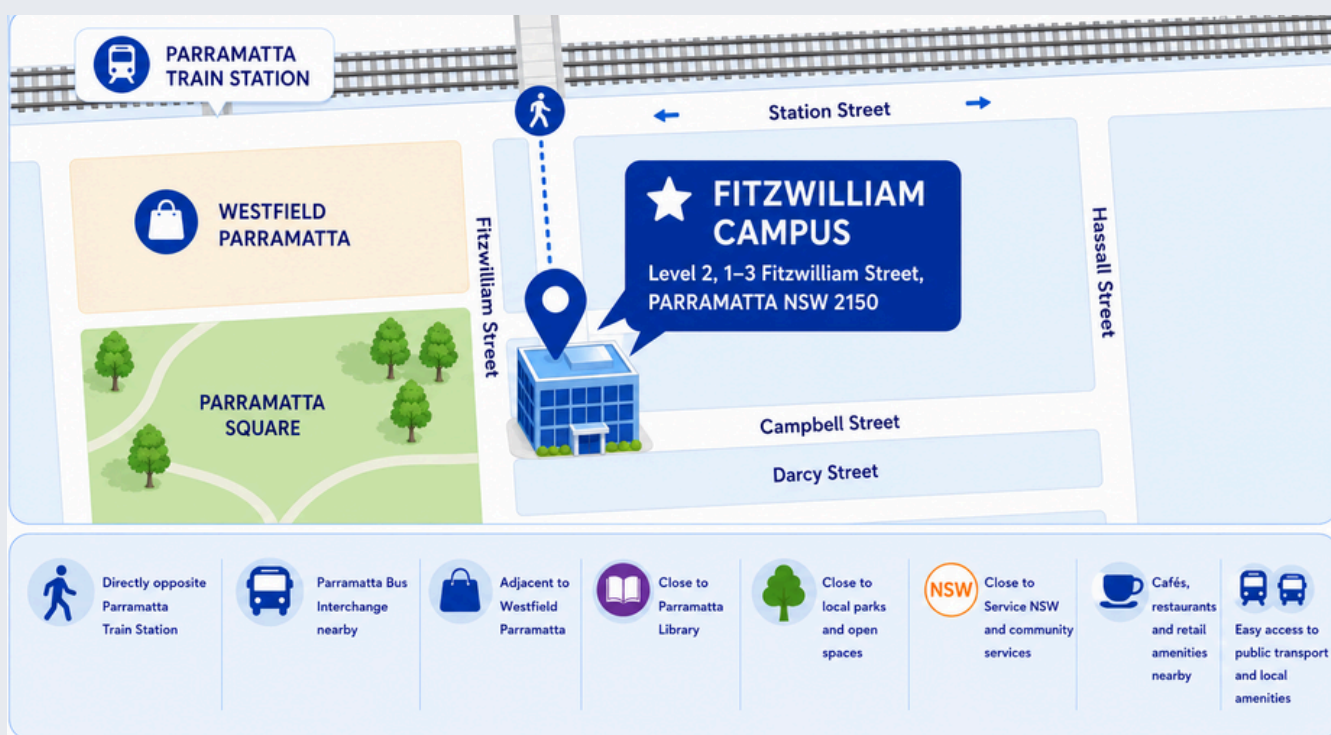 PARRAMATTA
TRAIN STATION
Station Street
WESTFIELD
PARRAMATTA
Fitzwilliam Street
FITZWILLIAM
CAMPUS
Level 2, 1–3 Fitzwilliam Street,
PARRAMATTA NSW 2150
Hassall Street
PARRAMATTA
SQUARE
Campbell Street
Darcy Street
Directly opposite
Parramatta
Train Station
Parramatta Bus
Interchange
nearby
Adjacent to
Westfield
Parramatta
Close to
Parramatta
Library
Close to
local parks
and open
spaces
NSW
Close to
Service NSW
and community
services
Cafés,
restaurants
and retail
amenities
nearby
Easy access to
public transport
and local
amenities